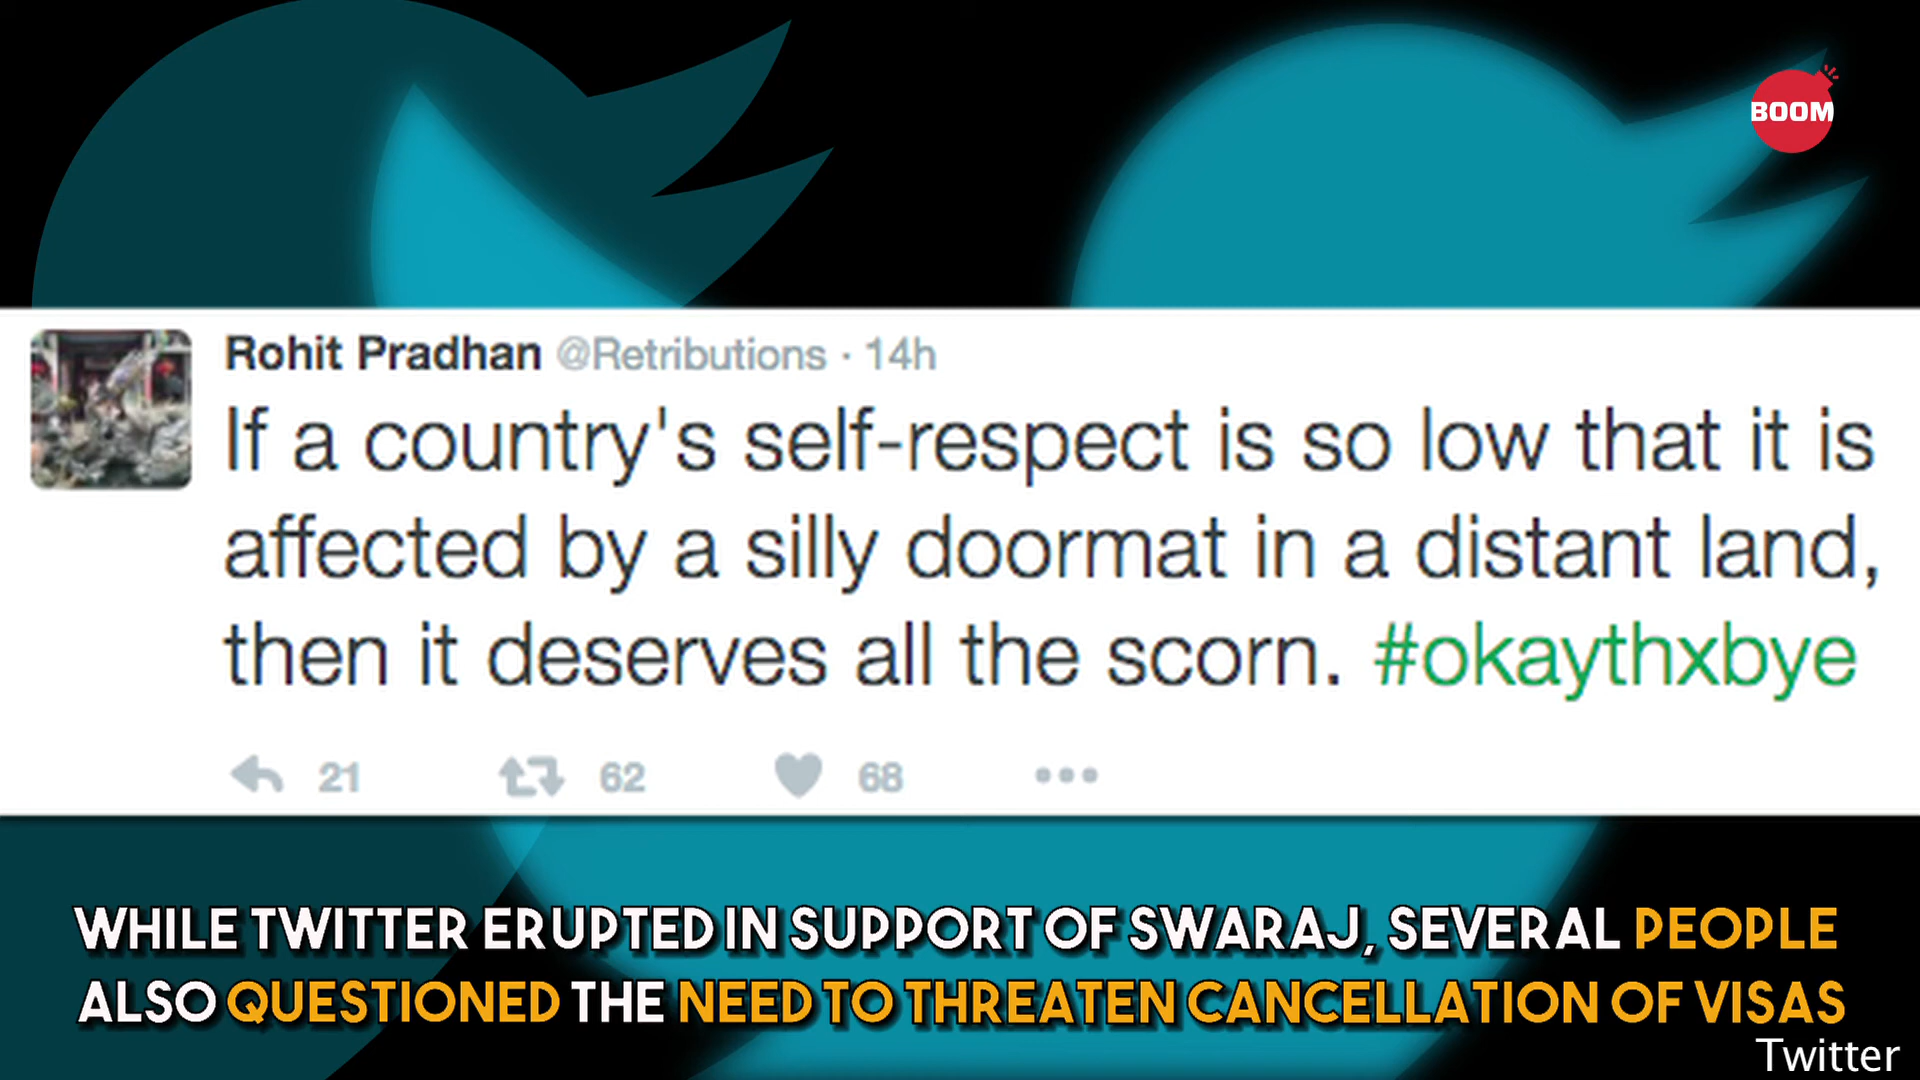 BOOM
Rohit Pradhan @Retributions · 14h
If a country's self-respect is so low that it is
affected by a silly doormat in a distant land,
then it deserves all the scorn. #okaythxbye
21 62 68
WHILE TWITTER ERUPTED IN SUPPORT OF SWARAJ, SEVERAL PEOPLE
ALSO QUESTIONED THE NEED TO THREATEN CANCELLATION OF VISAS
Twitter